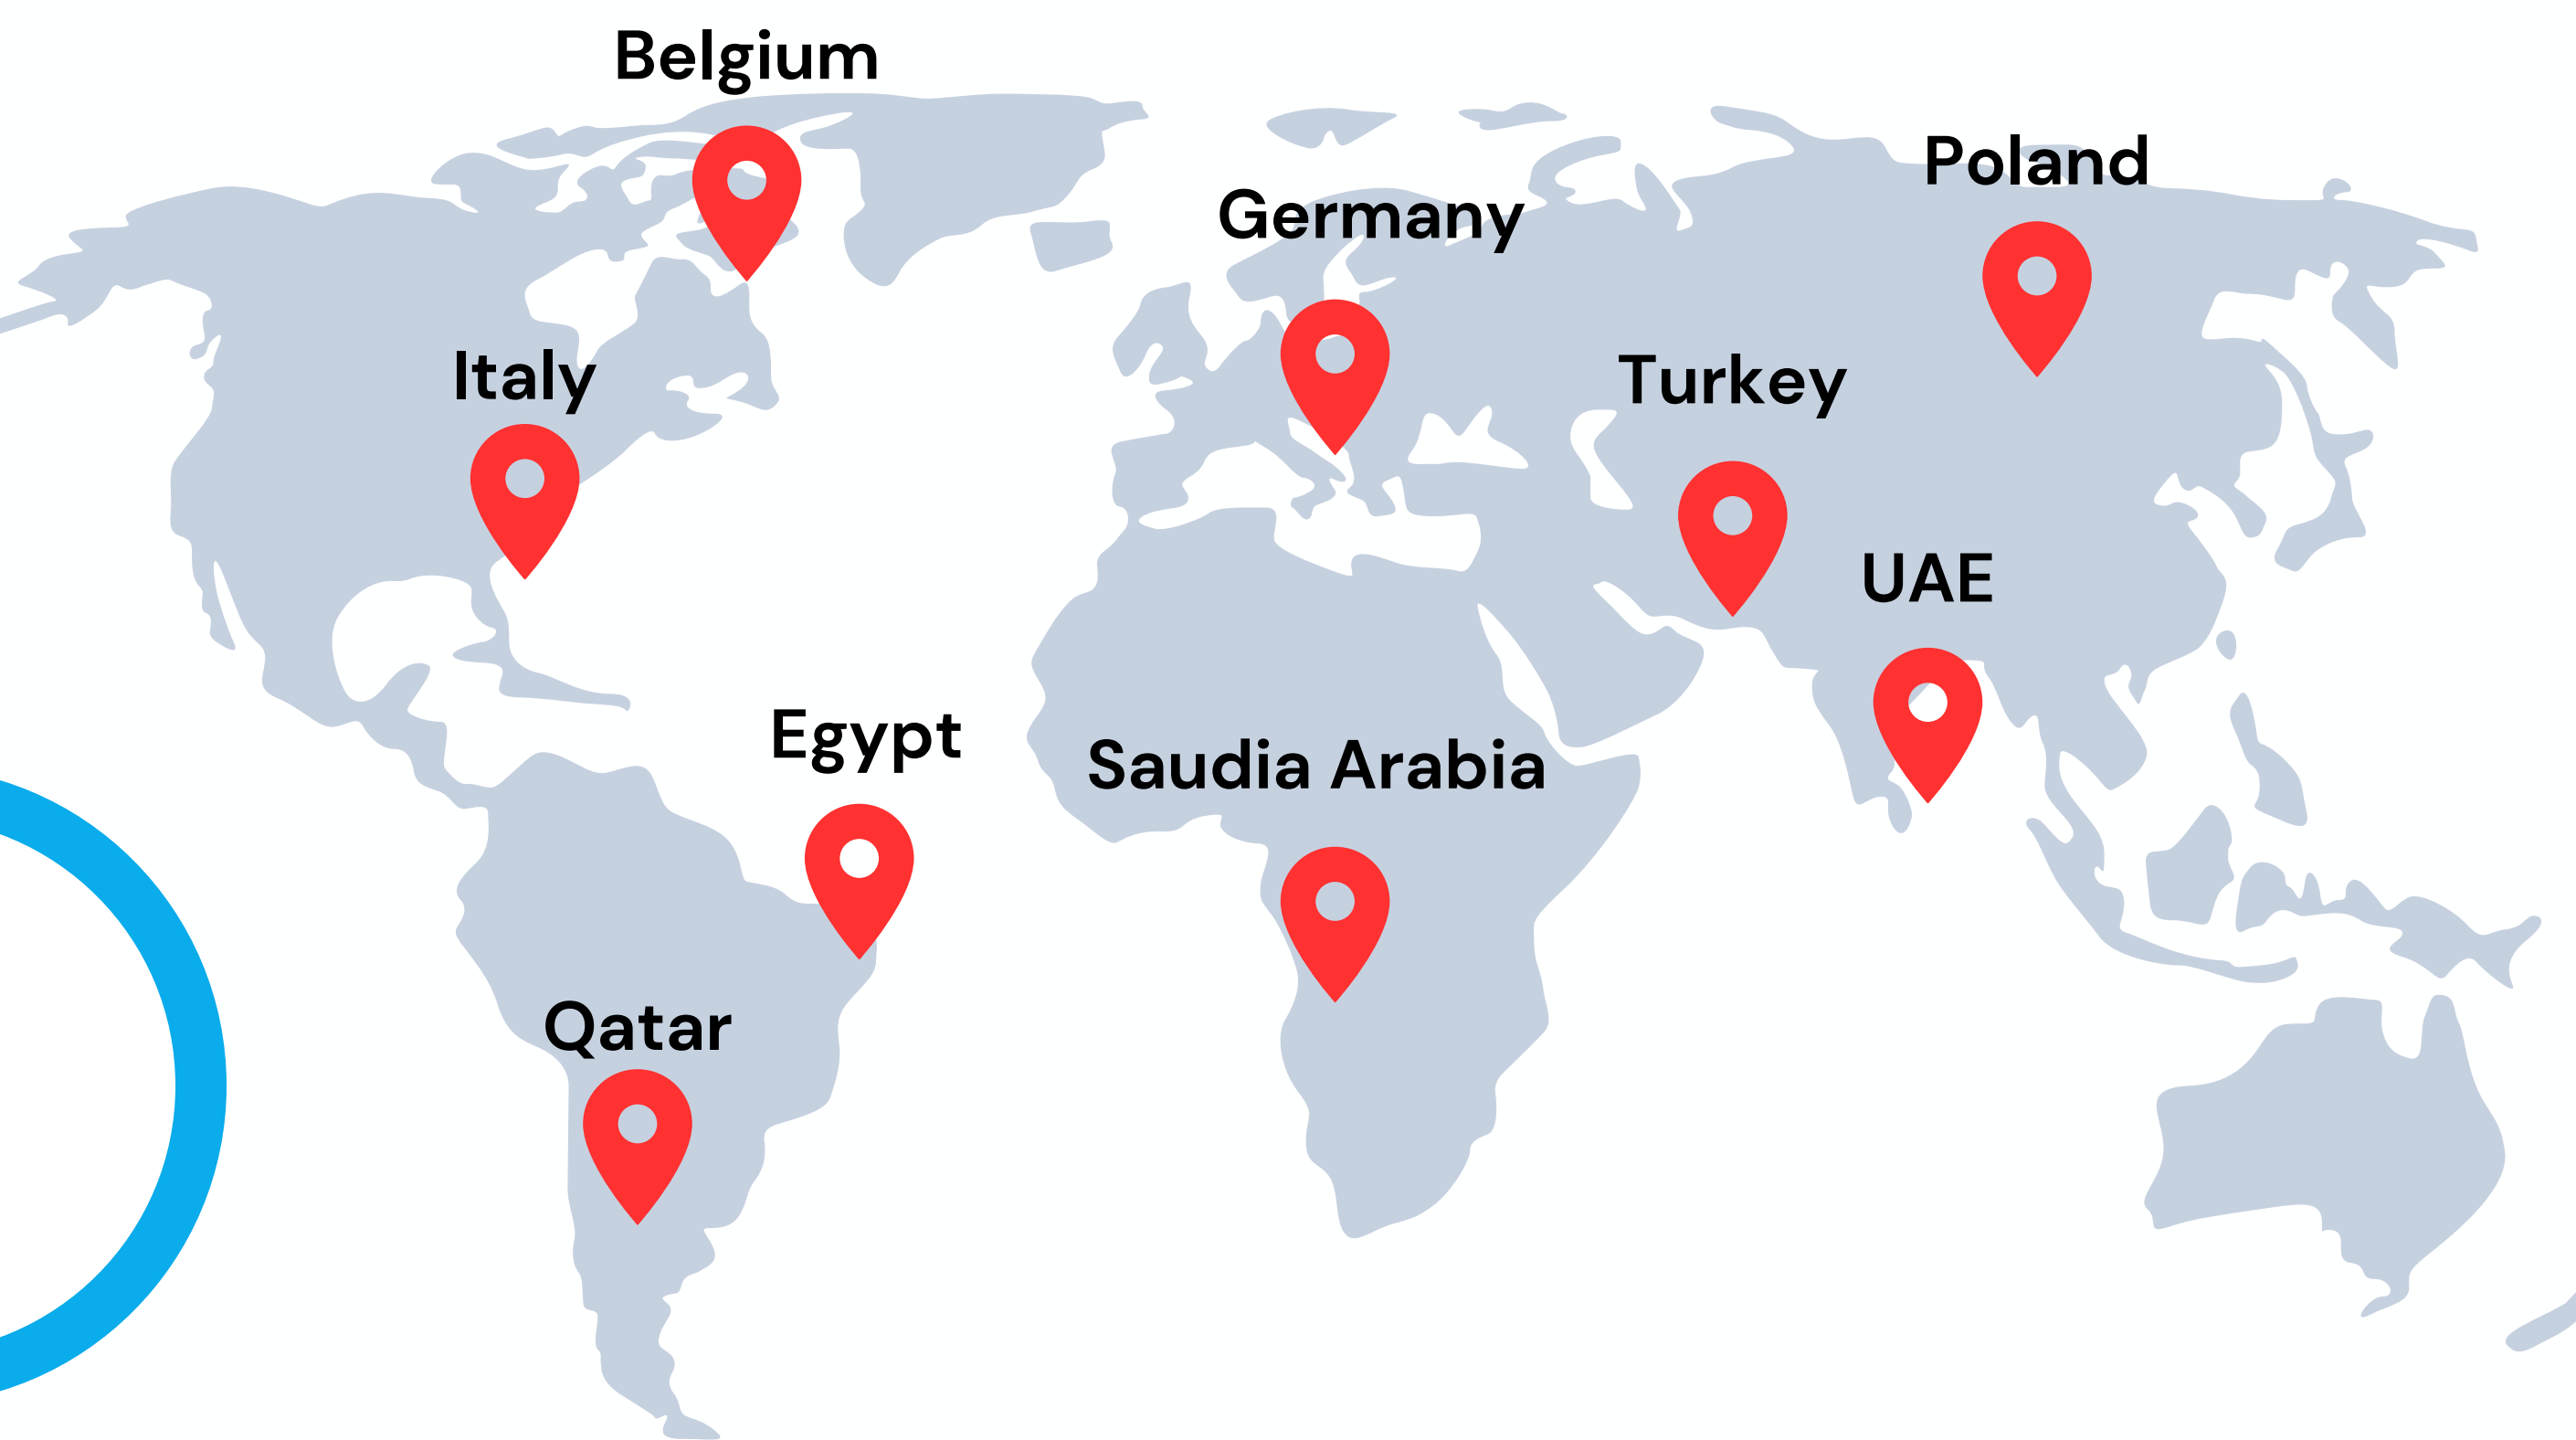 Belgium
Poland
Germany
Italy
Turkey
UAE
Egypt
Saudia Arabia
Qatar